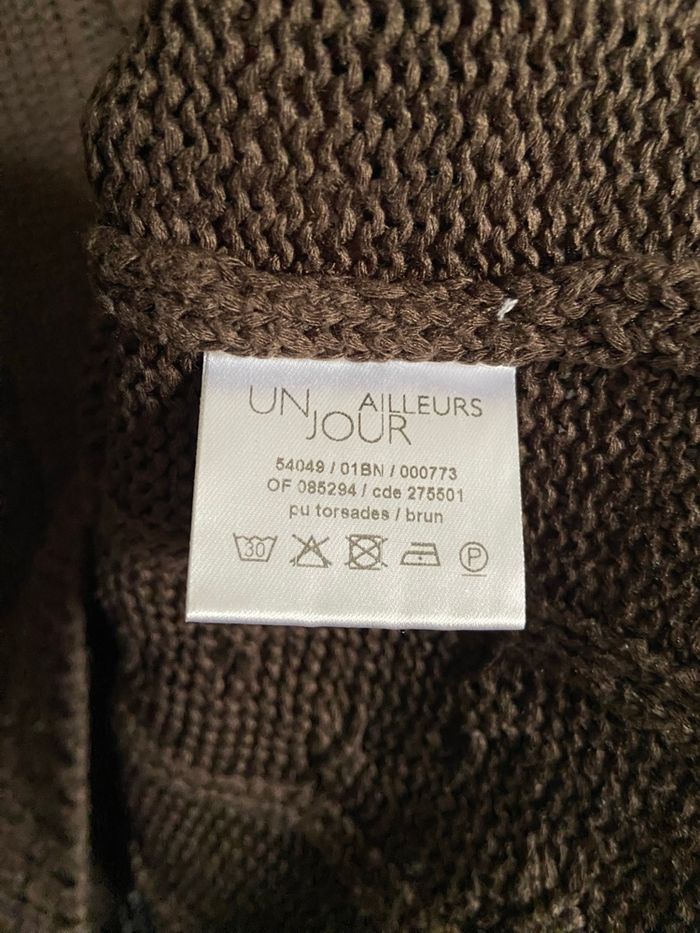 UN JOUR AILLEURS
54049 / 01BN / 000773
OF 085294 / cde 275501
pu torsades / brun
30 P